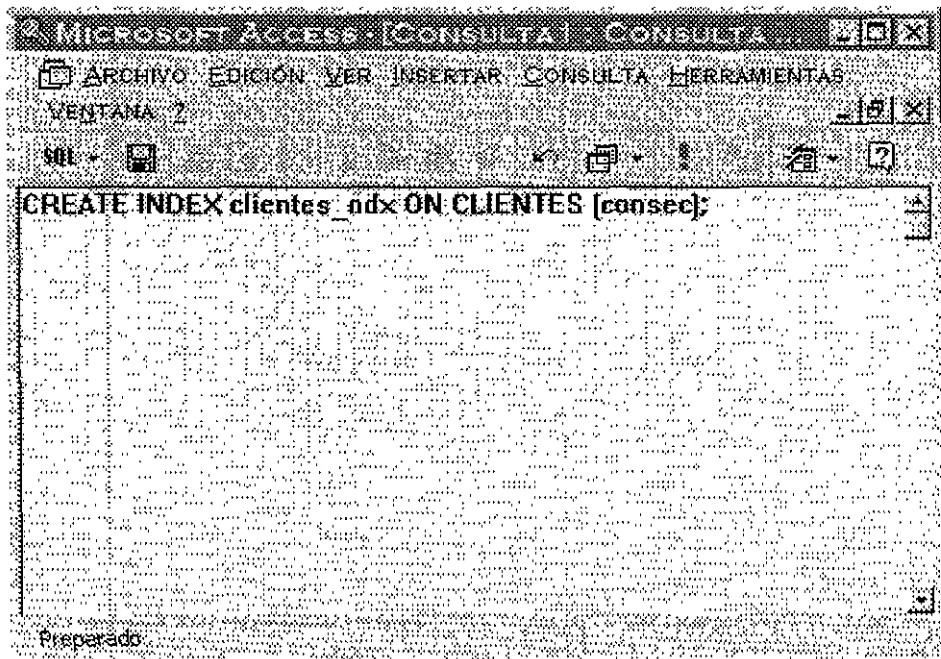 MICROSOFT ACCESS - [CONSULTA1 : CONSULTA...
ARCHIVO EDICIÓN VER INSERTAR CONSULTA HERRAMIENTAS
VENTANA ?
SQL
CREATE INDEX clientes_ndx ON CLIENTES (consec);
Preparado